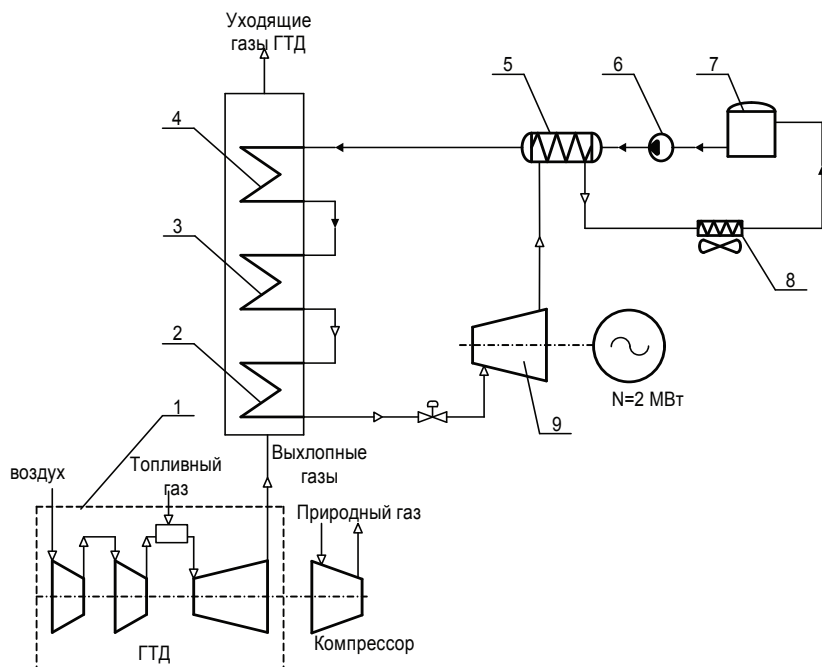 Уходящие
газы ГТД
5
6
7
4
3
8
2
N=2 МВт
1
9
Выхлопные
газы
воздух
Топливный
газ
Природный газ
Компрессор
ГТД